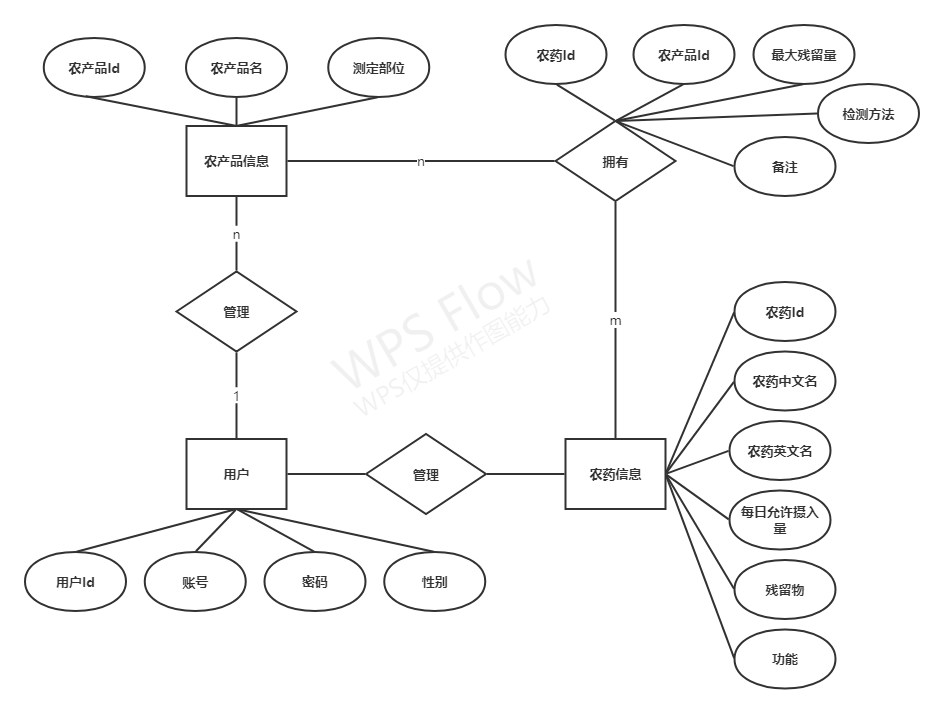 农产品Id
农产品名
测定部位
农药Id
农产品Id
最大残留量
检测方法
备注
农产品信息
n
拥有
n
管理
m
1
WPS Flow
WPS仅提供作图能力
用户
管理
农药信息
农药Id
农药中文名
农药英文名
每日允许摄入
量
残留物
功能
用户Id
账号
密码
性别